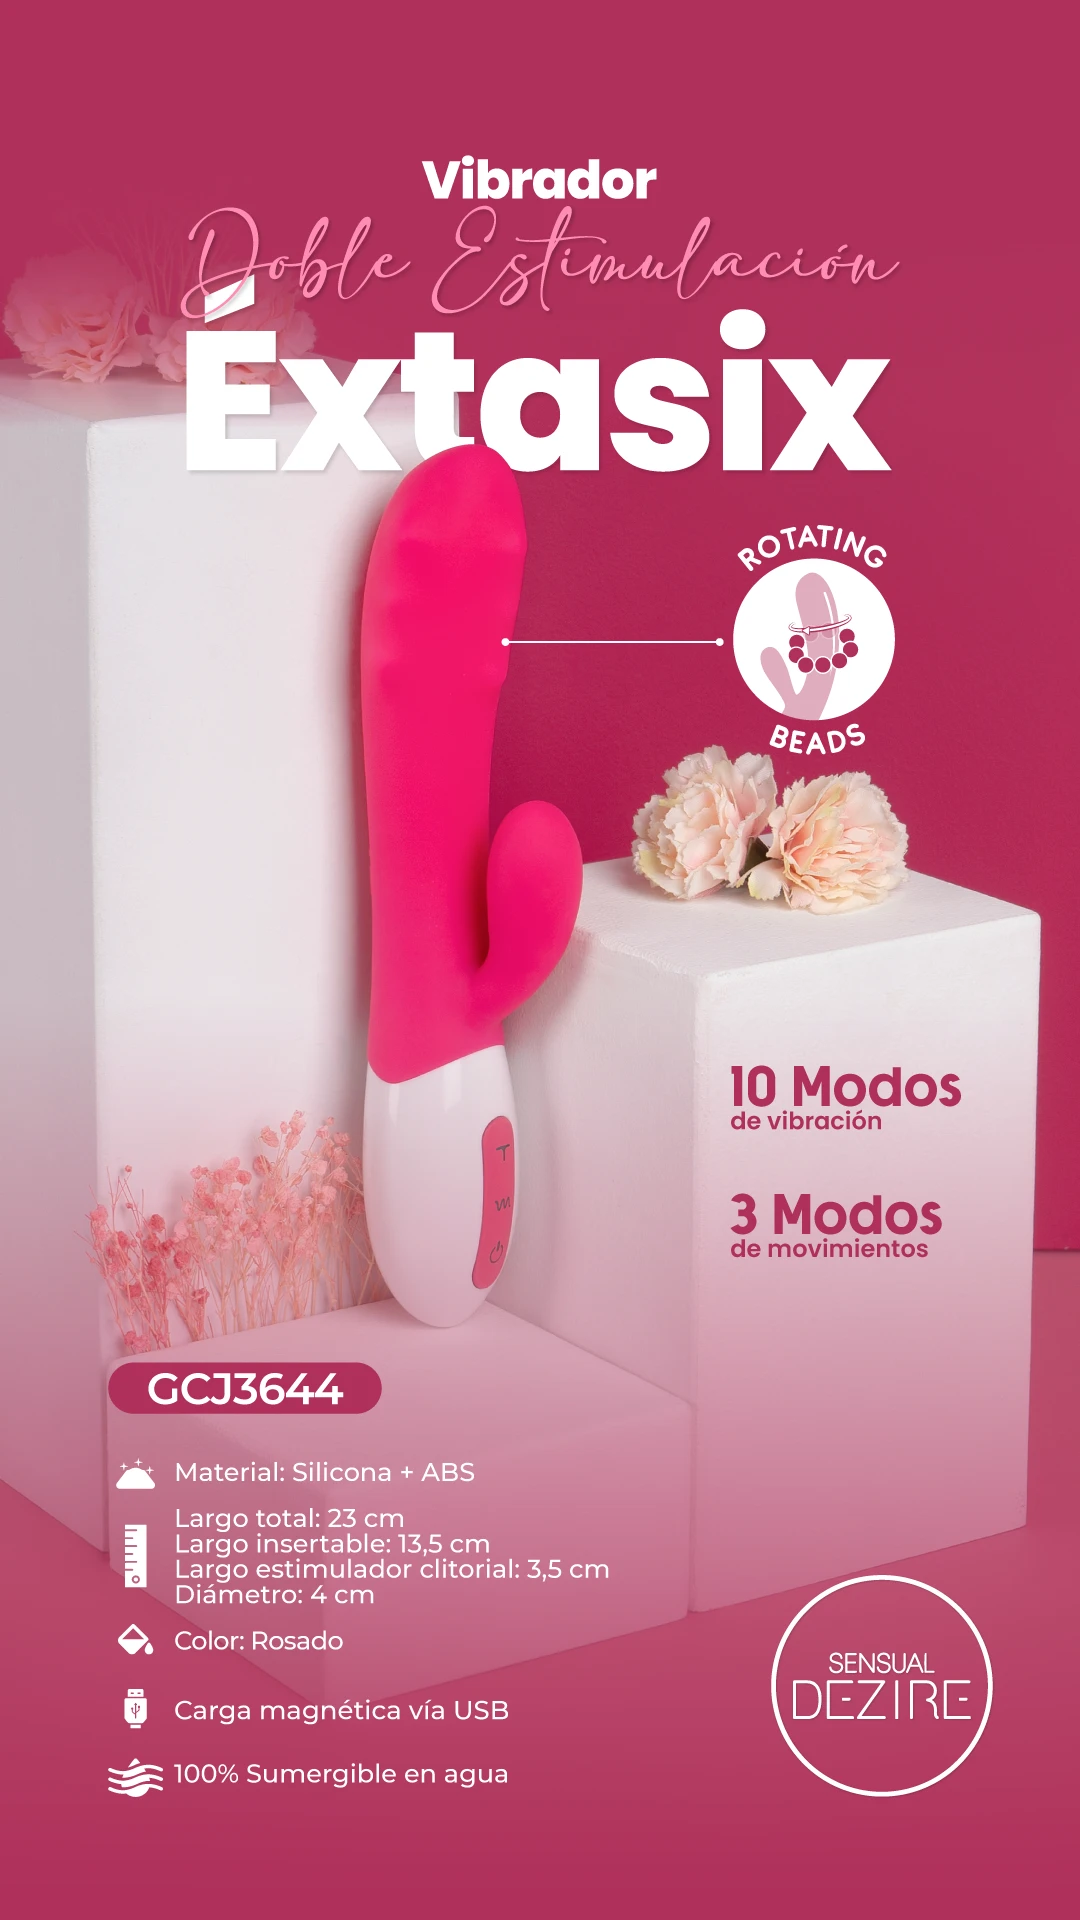 Vibrador
Doble Estimulación
Éxtasix
ROTATING
BEADS
10 Modos
de vibración
3 Modos
de movimientos
GCJ3644
Material: Silicona + ABS
Largo total: 23 cm
Largo insertable: 13,5 cm
Largo estimulador clitorial: 3,5 cm
Diámetro: 4 cm
Color: Rosado
Carga magnética vía USB
100% Sumergible en agua
SENSUAL
DEZIRE